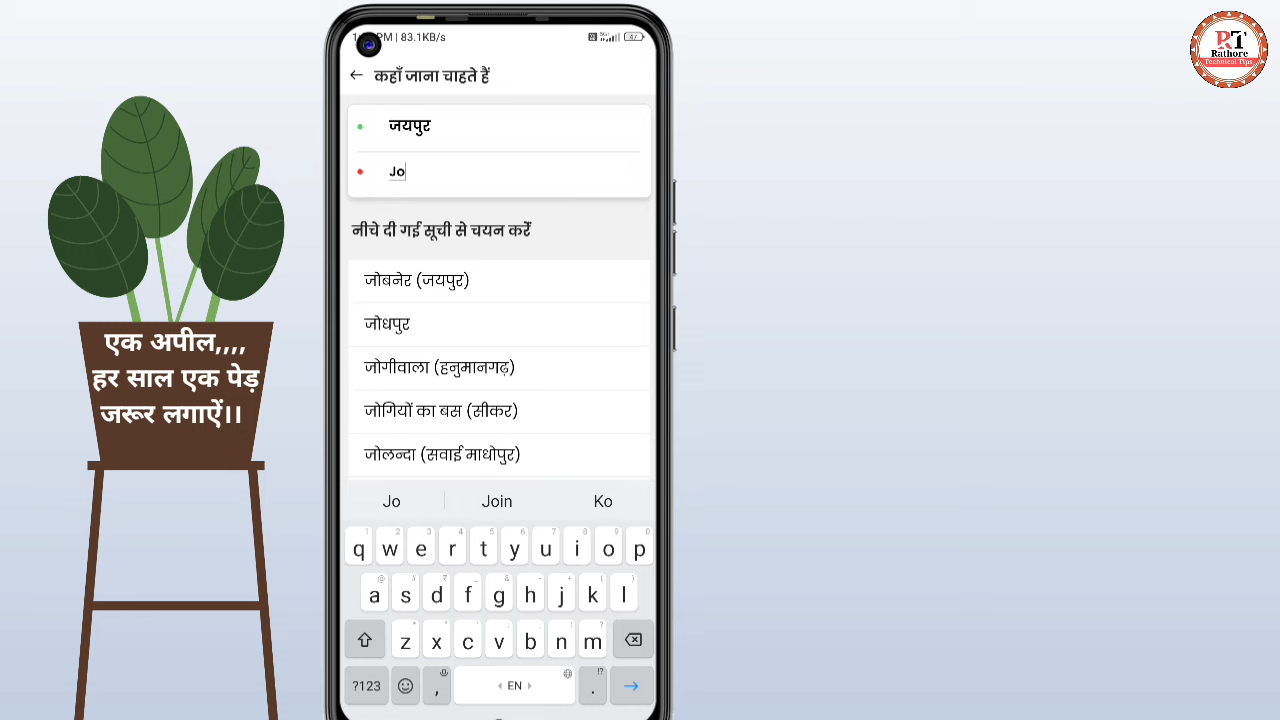 PM | 83.1KB/s
कहाँ जाना चाहते हैं
जयपुर
Jo
नीचे दी गई सूची से चयन करेंं
जोबनेर (जयपुर)
जोधपुर
जोगीवाला (हनुमानगढ़)
जोगियों का बस (सीकर)
जोलन्दा (सवाई माधोपुर)
Jo Join Ko
q w e r t y u i o p
a s d f g h j k l
z x c v b n m
?123 , EN .
एक अपील,,,,
हर साल एक पेड़
जरूर लगाऐं।।
RT
Rathore
Technical Tips